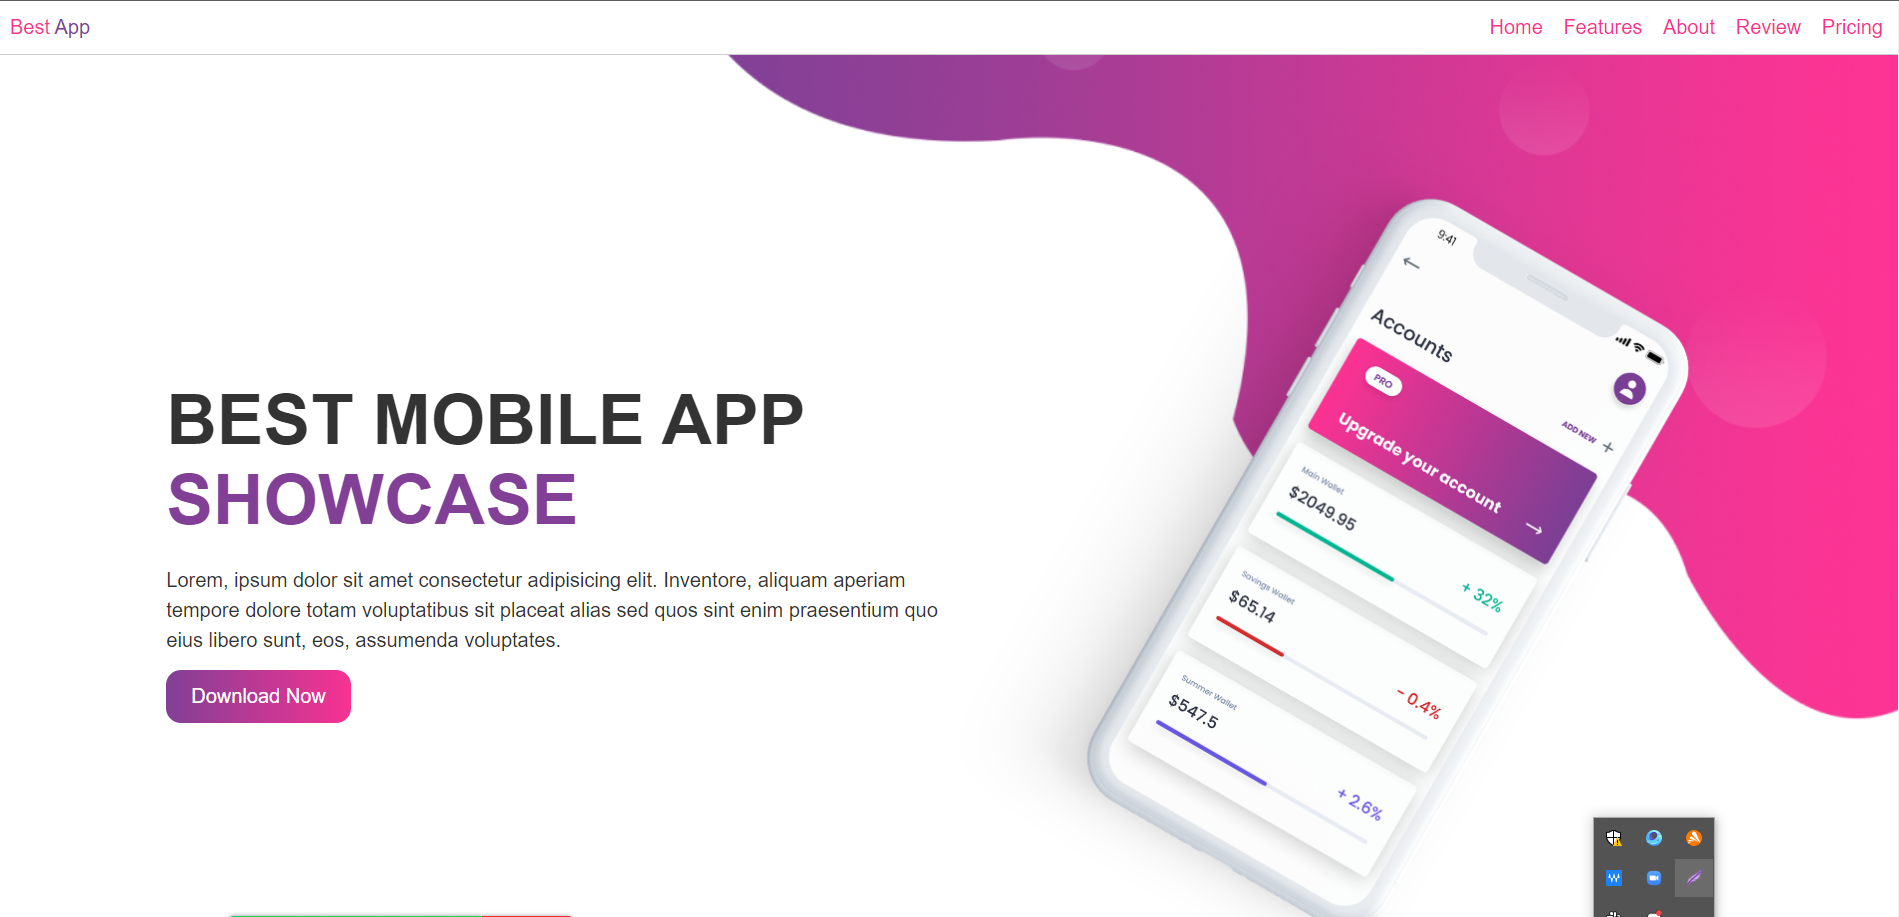 Best App
Home Features About Review Pricing
BEST MOBILE APP
SHOWCASE
Lorem, ipsum dolor sit amet consectetur adipisicing elit. Inventore, aliquam aperiam
tempore dolore totam voluptatibus sit placeat alias sed quos sint enim praesentium quo
eius libero sunt, eos, assumenda voluptates.
Download Now
9:41
Accounts
PRO
ADD NEW +
Upgrade your account
Main Wallet
$2049.95
+ 32%
Savings Wallet
$65.14
- 0.4%
Summer Wallet
$547.5
+ 2.6%